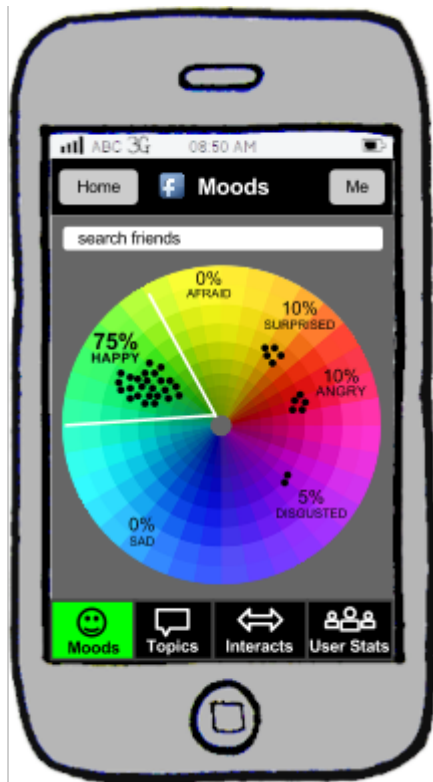 ABC 3G 08:50 AM
Home f Moods Me
search friends
0%
AFRAID
10%
SURPRISED
75%
HAPPY
10%
ANGRY
5%
DISGUSTED
0%
SAD
Moods Topics Interacts User Stats